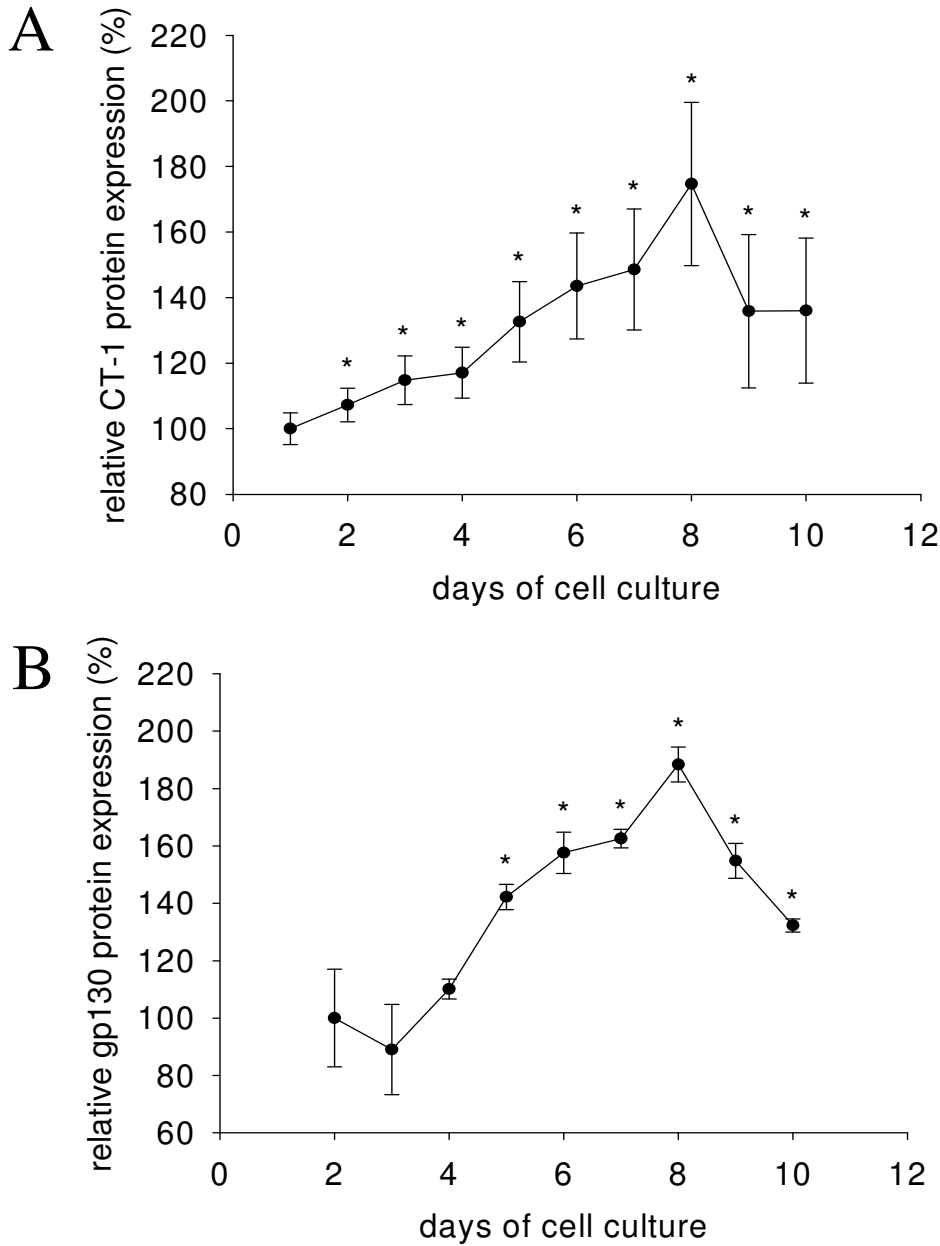 A
relative CT-1 protein expression (%)
220
200
180
160
140
120
100
80
* * * * * * * * *
0 2 4 6 8 10 12
days of cell culture
B
relative gp130 protein expression (%)
220
200
180
160
140
120
100
80
60
* * * * * *
0 2 4 6 8 10 12
days of cell culture